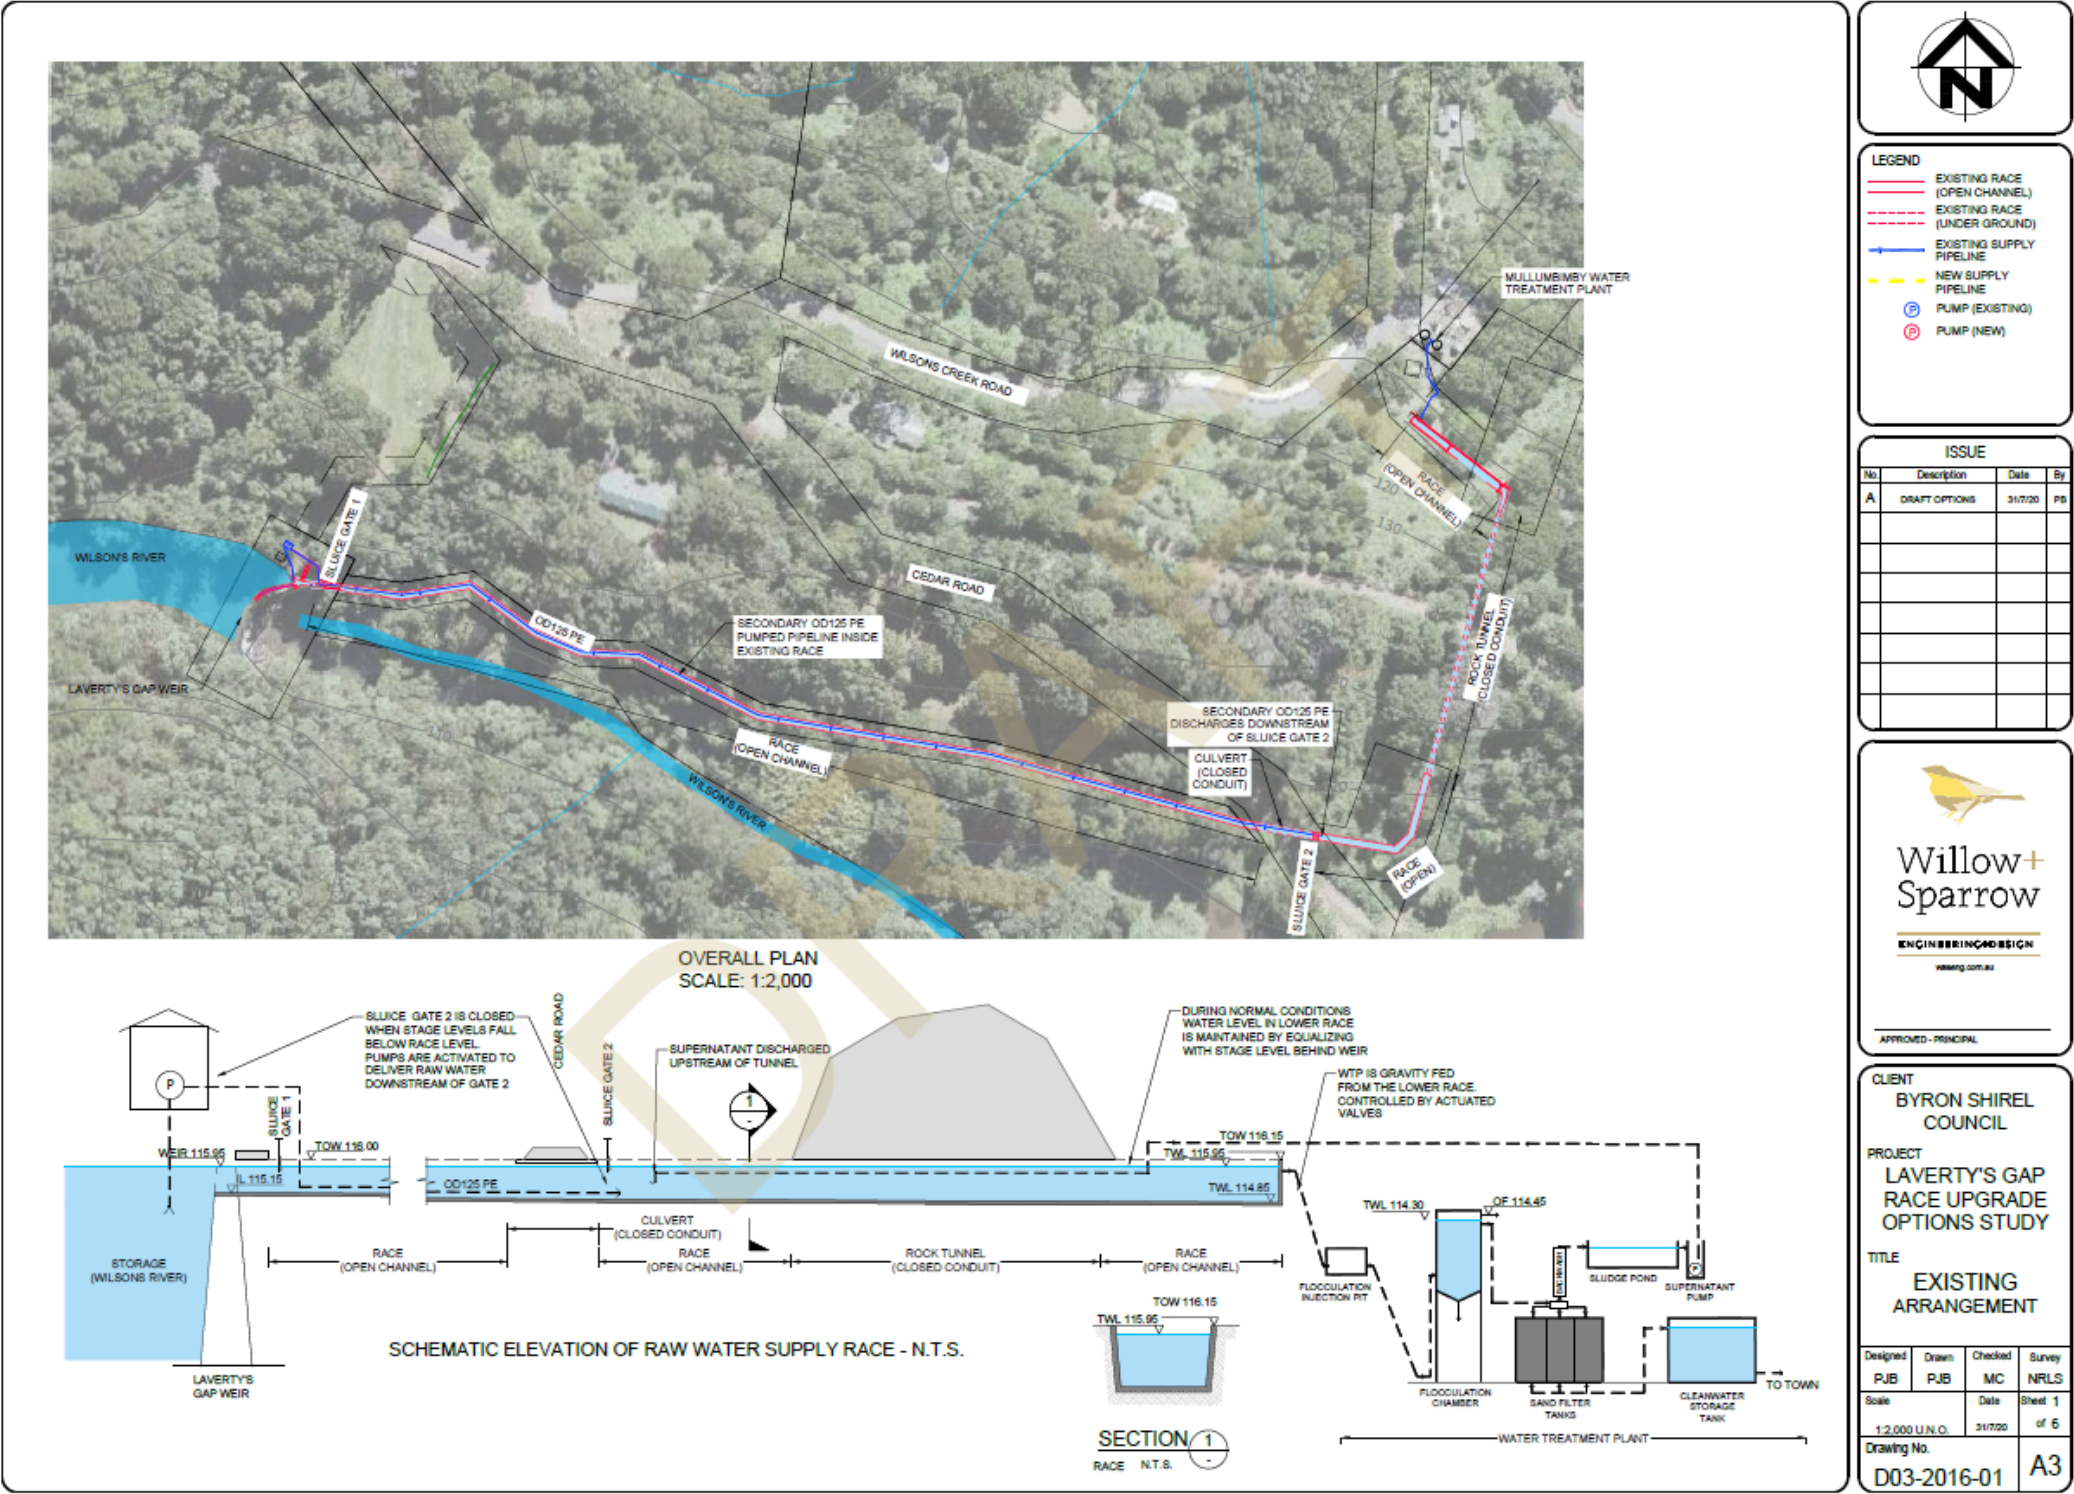 WILSON'S RIVER
SLUICE GATE 1
LAVERTY'S GAP WEIR
OD125 PE
SECONDARY OD125 PE
PUMPED PIPELINE INSIDE
EXISTING RACE
RACE
(OPEN CHANNEL)
WILSON'S RIVER
WILSONS CREEK ROAD
CEDAR ROAD
SECONDARY OD125 PE
DISCHARGES DOWNSTREAM
OF SLUICE GATE 2
CULVERT
(CLOSED
CONDUIT)
SLUICE GATE 2
RACE
(OPEN)
ROCK TUNNEL
(CLOSED CONDUIT)
RACE
(OPEN CHANNEL)
120
130
MULLUMBIMBY WATER
TREATMENT PLANT
DRAFT
OVERALL PLAN
SCALE: 1:2,000
SLUICE GATE 2 IS CLOSED
WHEN STAGE LEVELS FALL
BELOW RACE LEVEL.
PUMPS ARE ACTIVATED TO
DELIVER RAW WATER
DOWNSTREAM OF GATE 2
CEDAR ROAD
SLUICE GATE 2
SUPERNATANT DISCHARGED
UPSTREAM OF TUNNEL
DURING NORMAL CONDITIONS
WATER LEVEL IN LOWER RACE
IS MAINTAINED BY EQUALIZING
WITH STAGE LEVEL BEHIND WEIR
WTP IS GRAVITY FED
FROM THE LOWER RACE.
CONTROLLED BY ACTUATED
VALVES
P
SLUICE
GATE 1
1
-
WEIR 115.95
TOW 116.00
TOW 116.15
TWL 115.95
IL 115.15
OD125 PE
TWL 114.85
STORAGE
(WILSONS RIVER)
RACE
(OPEN CHANNEL)
CULVERT
(CLOSED CONDUIT)
RACE
(OPEN CHANNEL)
ROCK TUNNEL
(CLOSED CONDUIT)
RACE
(OPEN CHANNEL)
LAVERTY'S
GAP WEIR
SCHEMATIC ELEVATION OF RAW WATER SUPPLY RACE - N.T.S.
TOW 116.15
TWL 115.95
SECTION 1
-
RACE N.T.S.
TWL 114.30
OF 114.45
FLOCCULATION
INJECTION PIT
FLOCCULATION
CHAMBER
BACKWASH
SAND FILTER
TANKS
SLUDGE POND
P
SUPERNATANT
PUMP
CLEANWATER
STORAGE
TANK
TO TOWN
WATER TREATMENT PLANT
N
LEGEND
EXISTING RACE
(OPEN CHANNEL)
EXISTING RACE
(UNDER GROUND)
EXISTING SUPPLY
PIPELINE
NEW SUPPLY
PIPELINE
P PUMP (EXISTING)
P PUMP (NEW)
ISSUE
No. Description Date By
A DRAFT OPTIONS 31/7/20 PB
Willow+
Sparrow
ENGINEERING+DESIGN
APPROVED - PRINCIPAL
CLIENT
BYRON SHIREL
COUNCIL
PROJECT
LAVERTY'S GAP
RACE UPGRADE
OPTIONS STUDY
TITLE
EXISTING
ARRANGEMENT
Designed Drawn Checked Survey
PJB PJB MC NRLS
Scale Date Sheet 1
1:2,000 U.N.O. 31/7/20 of 6
Drawing No.
D03-2016-01 A3